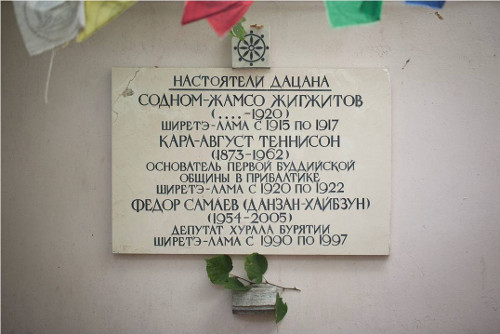 НАСТОЯТЕЛИ ДАЦАНА
СОДНОМ-ЖАМСО ЖИГЖИТОВ
(....-1920)
ШИРЕТЭ-ЛАМА С 1915 ПО 1917
КАРЛ-АВГУСТ ТЕННИСОН
(1873-1962)
ОСНОВАТЕЛЬ ПЕРВОЙ БУДДИЙСКОЙ
ОБЩИНЫ В ПРИБАЛТИКЕ
ШИРЕТЭ-ЛАМА С 1920 ПО 1922
ФЕДОР САМАЕВ (ДАНЗАН-ХАЙБЗУН)
(1954-2005)
ДЕПУТАТ ХУРАЛА БУРЯТИИ
ШИРЕТЭ-ЛАМА С 1990 ПО 1997